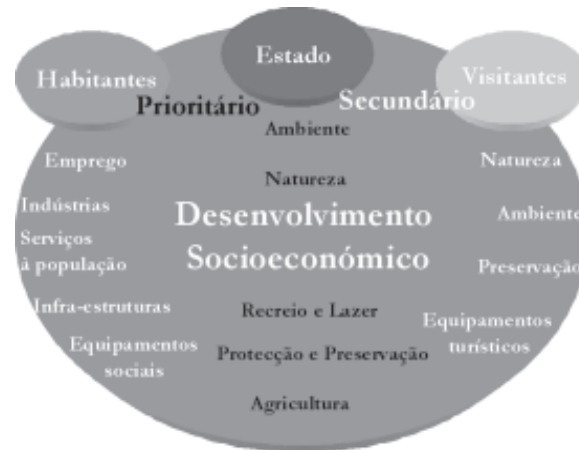 Estado
Habitantes
Visitantes
Prioritário
Secundário
Ambiente
Emprego
Natureza
Natureza
Indústrias
Desenvolvimento
Ambiente
Serviços
à população
Socioeconómico
Preservação
Infra-estruturas
Recreio e Lazer
Equipamentos
turísticos
Equipamentos
sociais
Protecção e Preservação
Agricultura